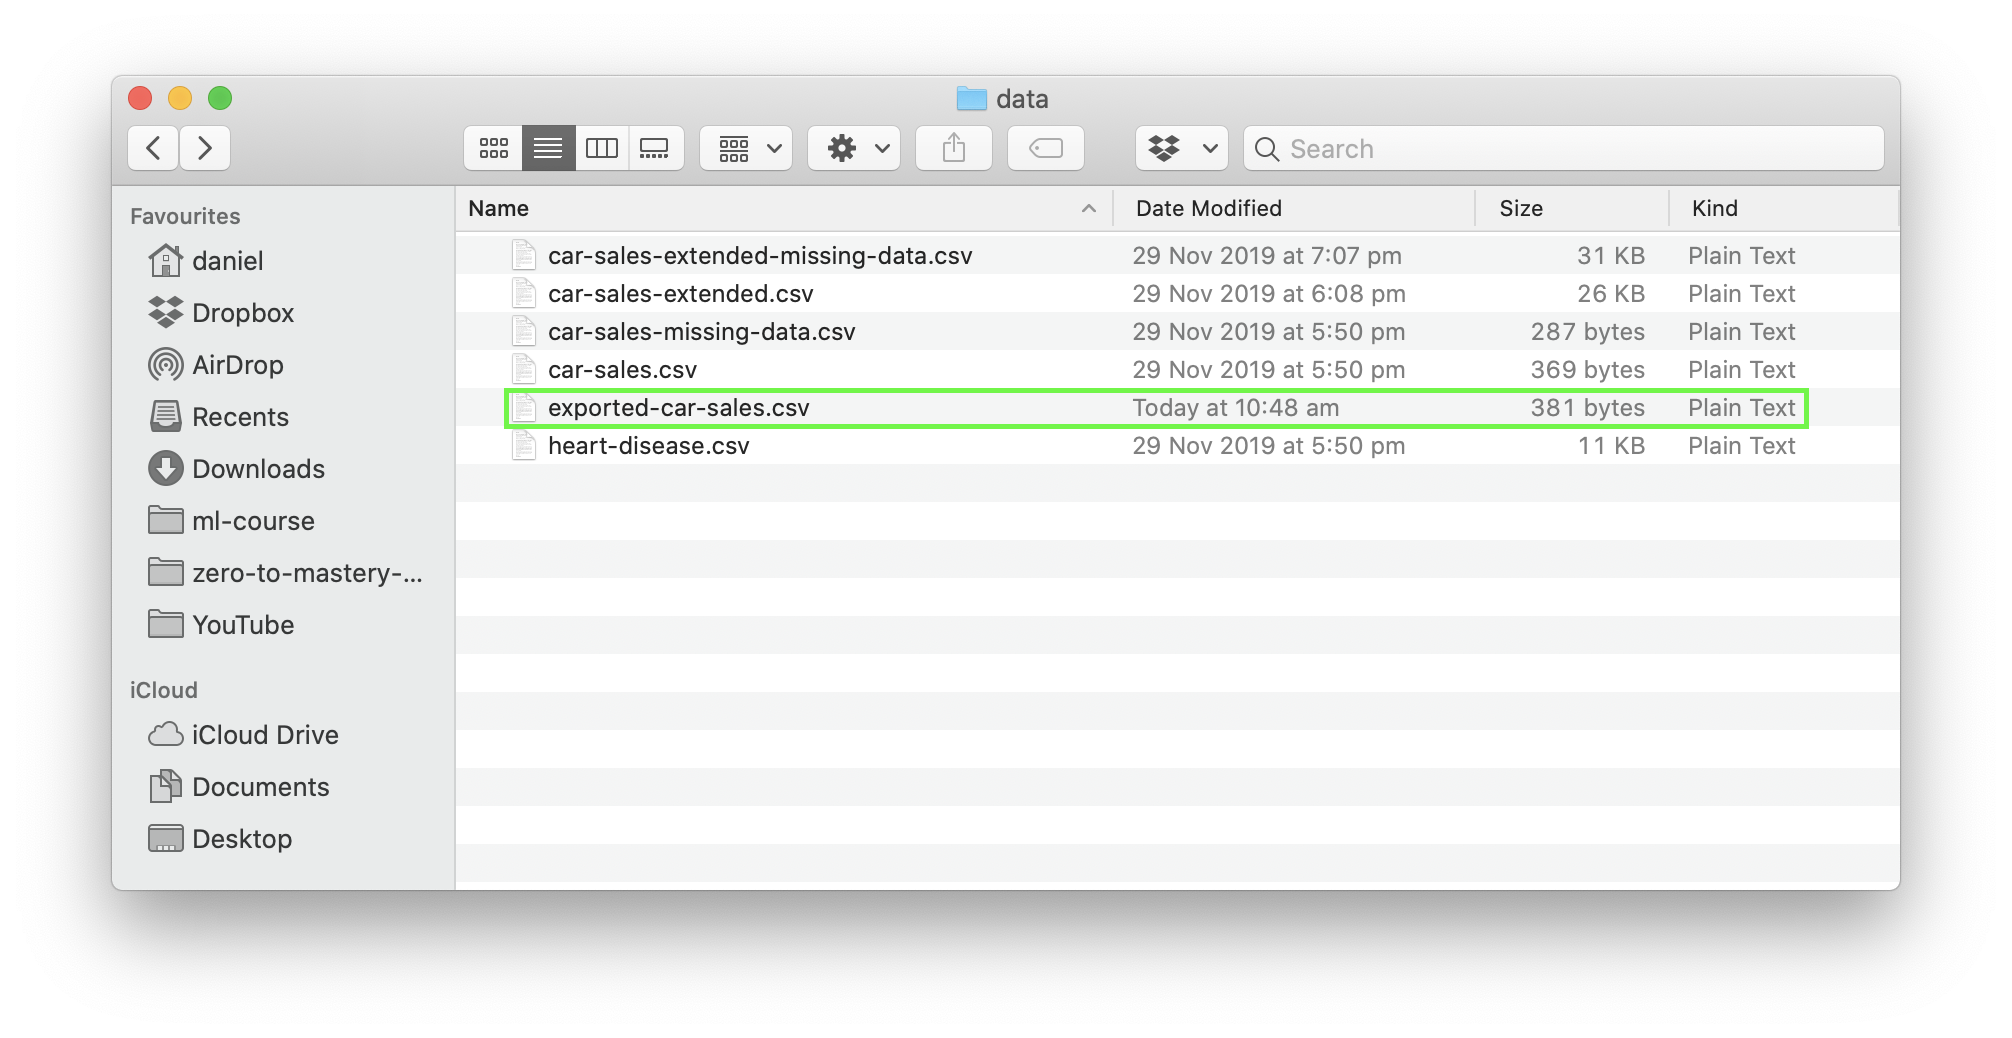 data
Search
Favourites
daniel
Dropbox
AirDrop
Recents
Downloads
ml-course
zero-to-mastery-...
YouTube
iCloud
iCloud Drive
Documents
Desktop
Name Date Modified Size Kind
car-sales-extended-missing-data.csv 29 Nov 2019 at 7:07 pm 31 KB Plain Text
car-sales-extended.csv 29 Nov 2019 at 6:08 pm 26 KB Plain Text
car-sales-missing-data.csv 29 Nov 2019 at 5:50 pm 287 bytes Plain Text
car-sales.csv 29 Nov 2019 at 5:50 pm 369 bytes Plain Text
exported-car-sales.csv Today at 10:48 am 381 bytes Plain Text
heart-disease.csv 29 Nov 2019 at 5:50 pm 11 KB Plain Text